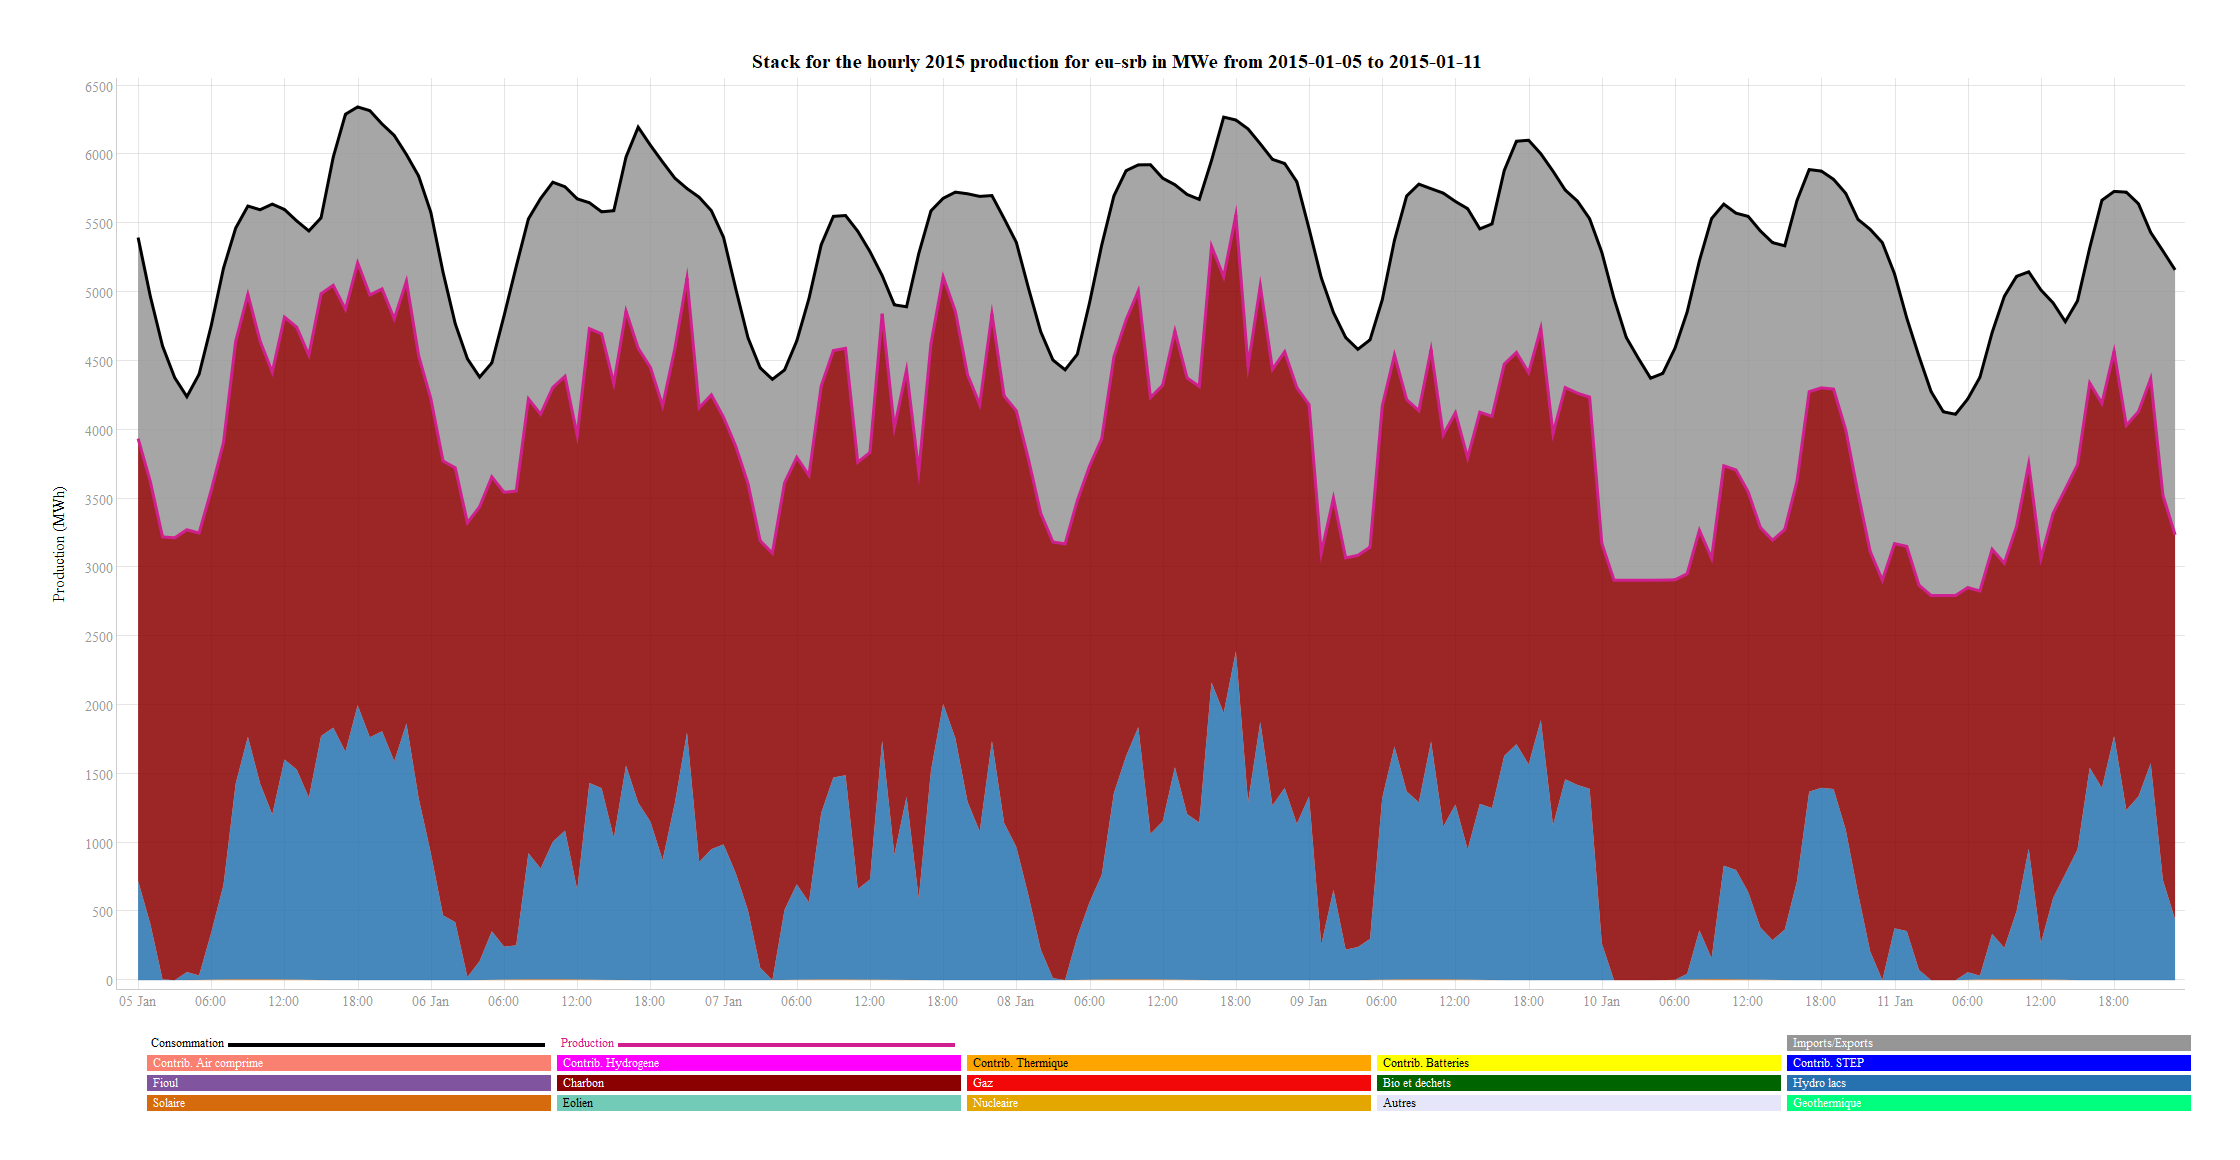 Stack for the hourly 2015 production for eu-srb in MWe from 2015-01-05 to 2015-01-11
6500
6000
5500
5000
4500
4000
3500
3000
2500
2000
1500
1000
500
0
Production (MWh)
05 Jan 06:00 12:00 18:00 06 Jan 06:00 12:00 18:00 07 Jan 06:00 12:00 18:00 08 Jan 06:00 12:00 18:00 09 Jan 06:00 12:00 18:00 10 Jan 06:00 12:00 18:00 11 Jan 06:00 12:00 18:00
Consommation Production Imports/Exports
Contrib. Air comprime Contrib. Hydrogene Contrib. Thermique Contrib. Batteries Contrib. STEP
Fioul Charbon Gaz Bio et dechets Hydro lacs
Solaire Eolien Nucleaire Autres Geothermique